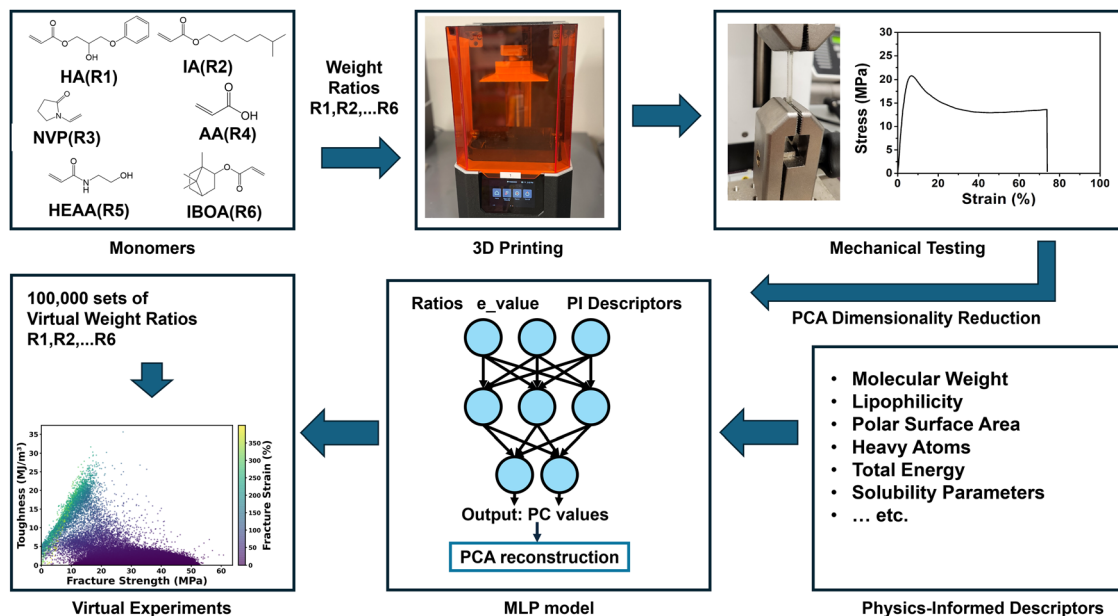 HA(R1)
IA(R2)
NVP(R3)
AA(R4)
HEAA(R5)
IBOA(R6)
Monomers
Weight
Ratios
R1,R2,...R6
3D Printing
Stress (MPa)
30
25
20
15
10
5
0
0 20 40 60 80 100
Strain (%)
Mechanical Testing
PCA Dimensionality Reduction
100,000 sets of
Virtual Weight Ratios
R1,R2,...R6
Toughness (MJ/m³)
35
30
25
20
15
10
5
0
0 10 20 30 40 50 60
Fracture Strength (MPa)
350
300
250
200
150
100
50
0
Fracture Strain (%)
Virtual Experiments
Ratios e_value PI Descriptors
Output: PC values
PCA reconstruction
MLP model
• Molecular Weight
• Lipophilicity
• Polar Surface Area
• Heavy Atoms
• Total Energy
• Solubility Parameters
• ... etc.
Physics-Informed Descriptors